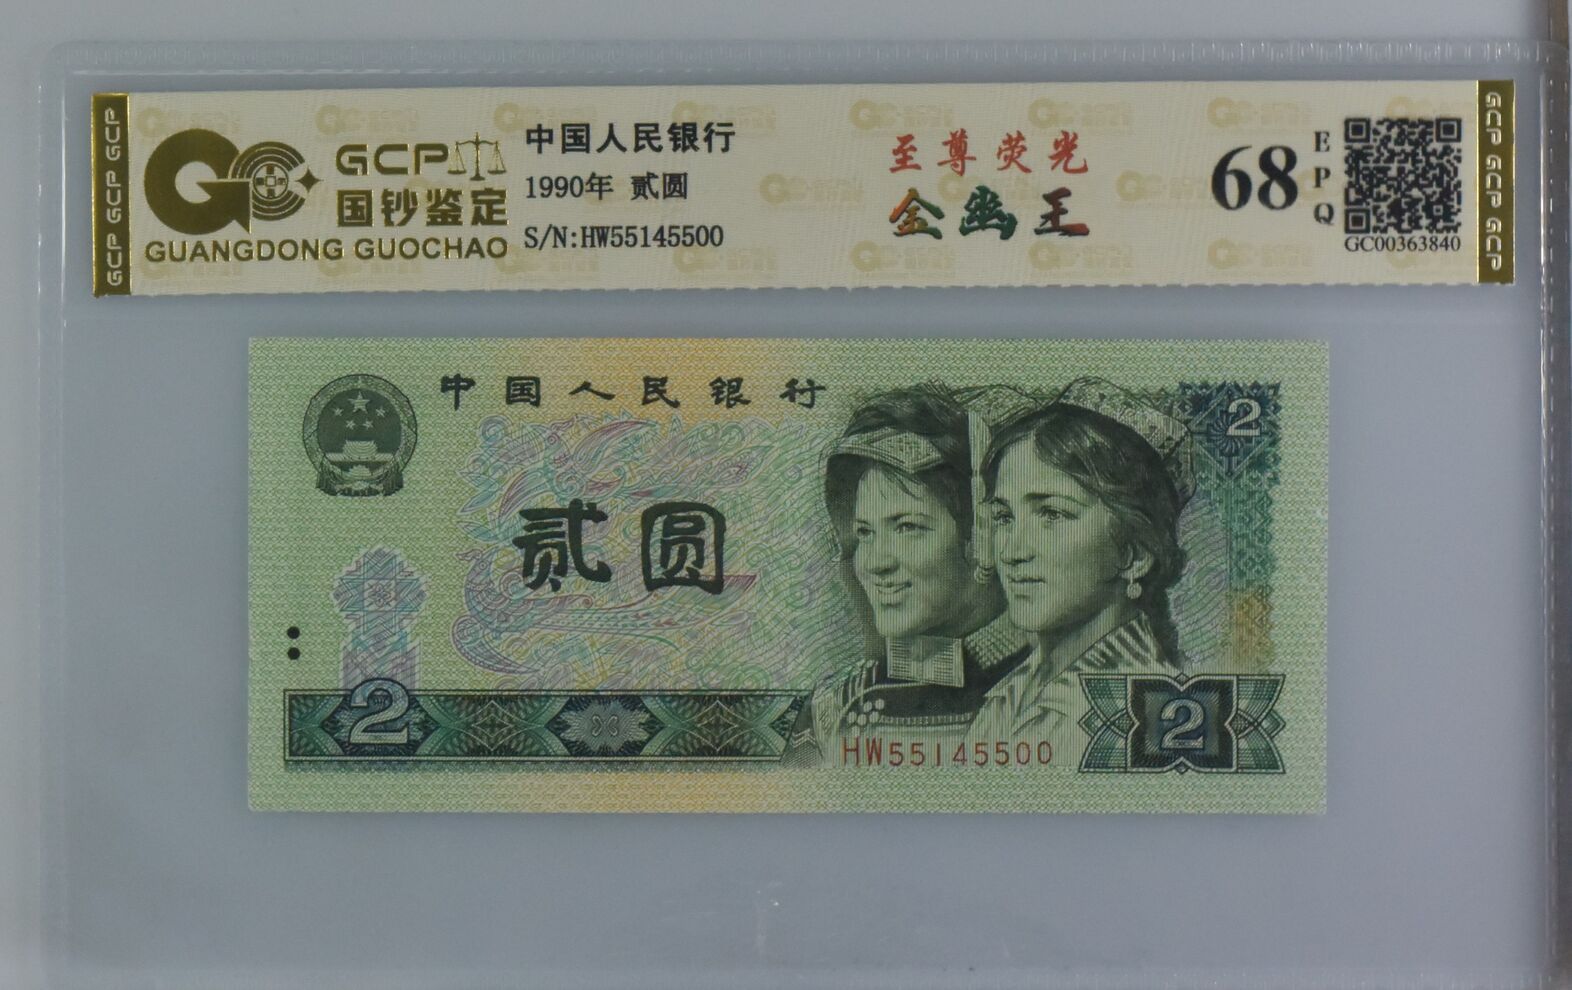 GCP GCP GCP
GCP
国钞鉴定
GUANGDONG GUOCHAO
中国人民银行
1990年 贰圆
S/N:HW55145500
至尊荧光
金幽王
68
EPQ
GC00363840
GCP GCP GCP
中国人民银行
2
贰圆
2
HW55145500
2